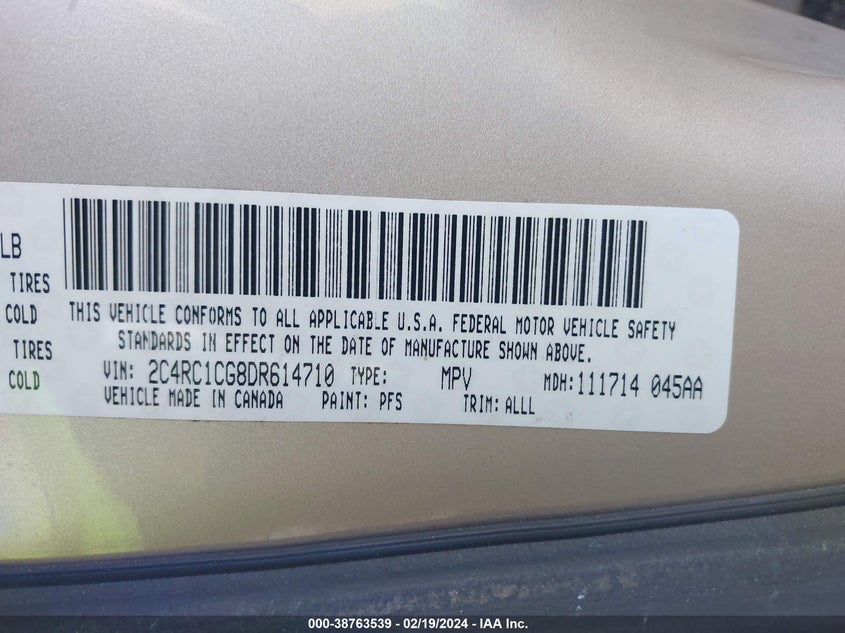 LB
TIRES
COLD
TIRES
COLD
THIS VEHICLE CONFORMS TO ALL APPLICABLE U.S.A. FEDERAL MOTOR VEHICLE SAFETY
STANDARDS IN EFFECT ON THE DATE OF MANUFACTURE SHOWN ABOVE.
VIN: 2C4RC1CG8DR614710 TYPE: MPV MDH:111714 045AA
VEHICLE MADE IN CANADA PAINT: PFS TRIM: ALLL
000-38763539 - 02/19/2024 - IAA Inc.